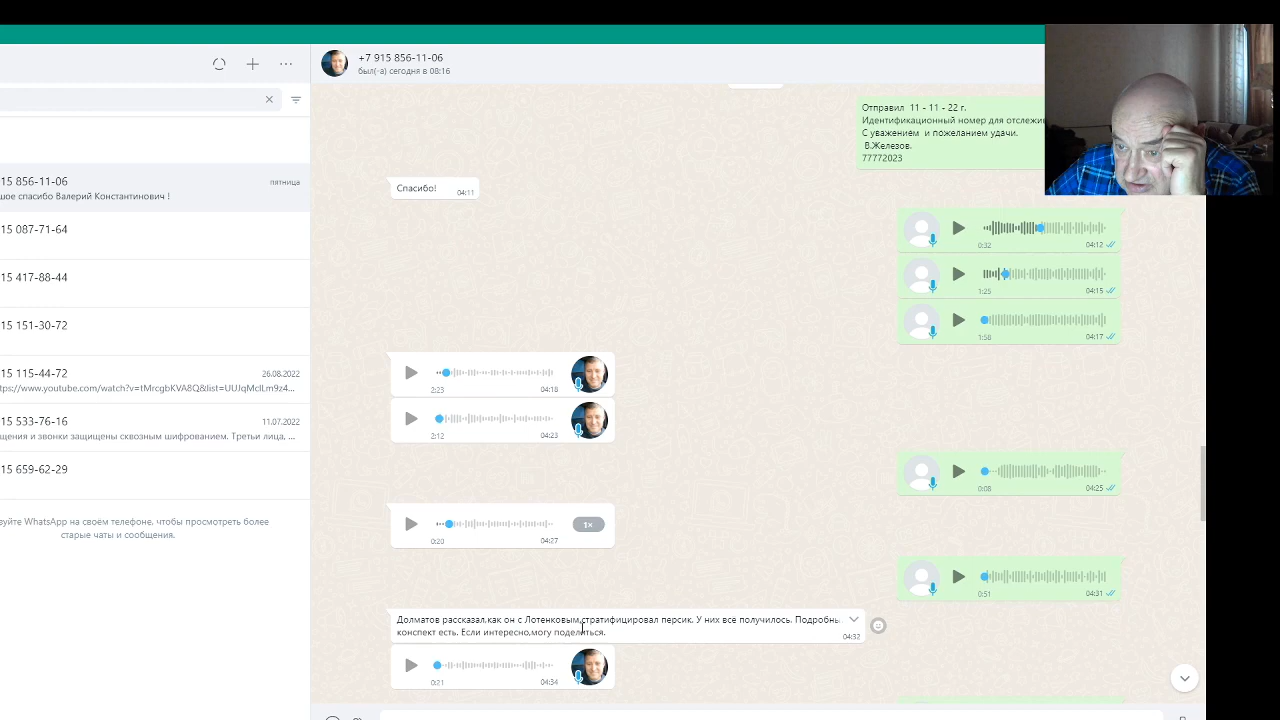 +7 915 856-11-06
был(-а) сегодня в 08:16
15 856-11-06
пятница
шое спасибо Валерий Константинович !
15 087-71-64
15 417-88-44
15 151-30-72
15 115-44-72
26.08.2022
15 533-76-16
11.07.2022
щения и звонки защищены сквозным шифрованием. Третьи лица, ...
15 659-62-29
зуйте WhatsApp на своём телефоне, чтобы просмотреть более
старые чаты и сообщения.
Отправил 11 - 11 - 22 г.
Идентификационный номер для отслежи
С уважением и пожеланием удачи.
В.Железов.
77772023
Спасибо!
04:11
0:32
04:12
1:25
04:15
1:58
04:17
2:23
04:18
2:12
04:23
0:08
04:25
1×
0:20
04:27
0:51
04:31
Долматов рассказал,как он с Лотенковым,стратифицировал персик. У них всё получилось. Подробны
конспект есть. Если интересно,могу поделиться.
04:32
0:21
04:34